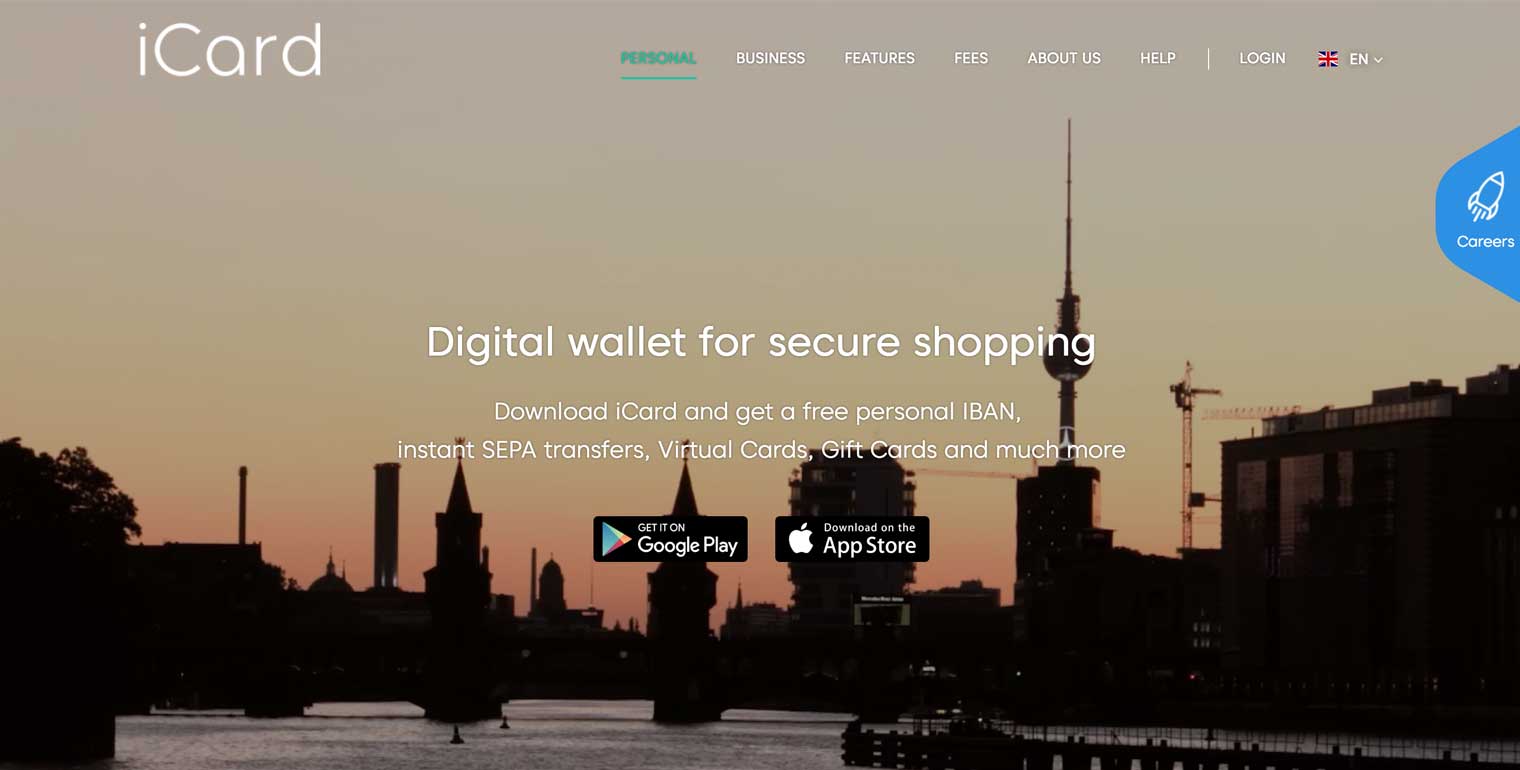 iCard
PERSONAL
BUSINESS
FEATURES
FEES
ABOUT US
HELP
LOGIN
EN
Careers
Digital wallet for secure shopping
Download iCard and get a free personal IBAN,
instant SEPA transfers, Virtual Cards, Gift Cards and much more
GET IT ON
Google Play
Download on the
App Store